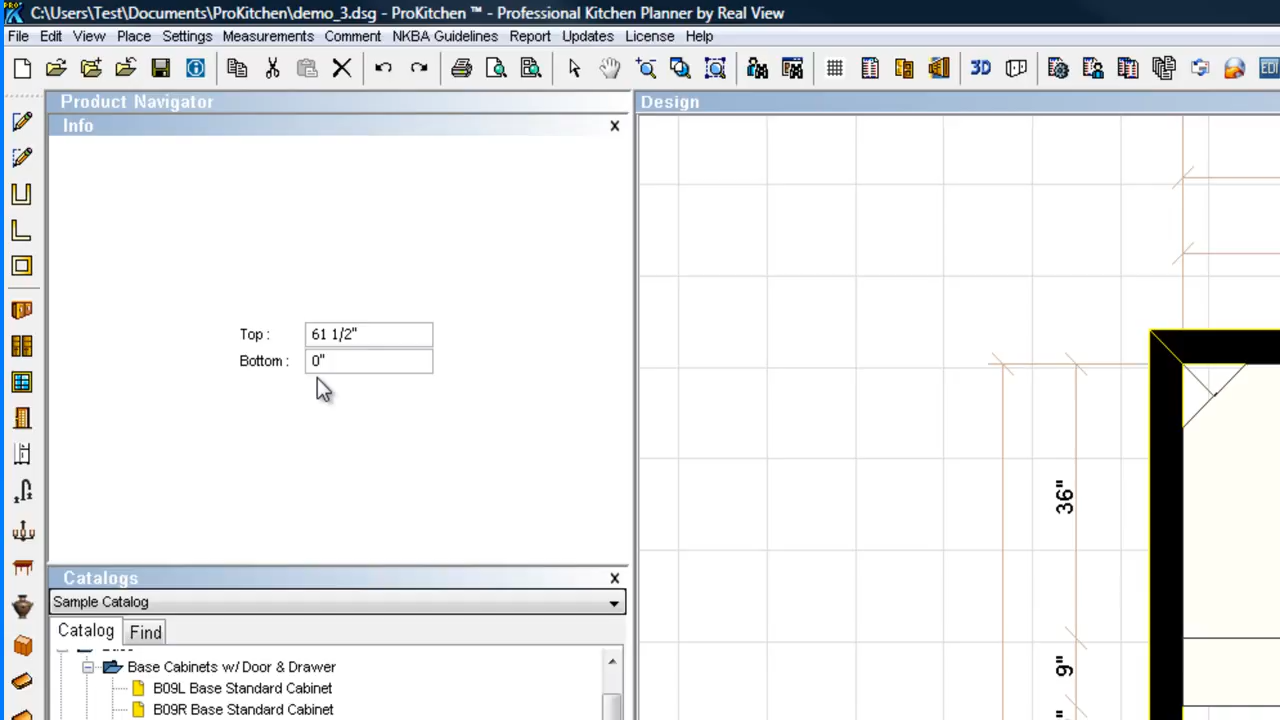 C:\Users\Test\Documents\ProKitchen\demo_3.dsg - ProKitchen ™ - Professional Kitchen Planner by Real View
File Edit View Place Settings Measurements Comment NKBA Guidelines Report Updates License Help
3D EDI
Product Navigator
Design
Info
Top : 61 1/2"
Bottom : 0"
36"
9"
Catalogs
Sample Catalog
Catalog Find
Base Cabinets w/ Door & Drawer
B09L Base Standard Cabinet
B09R Base Standard Cabinet